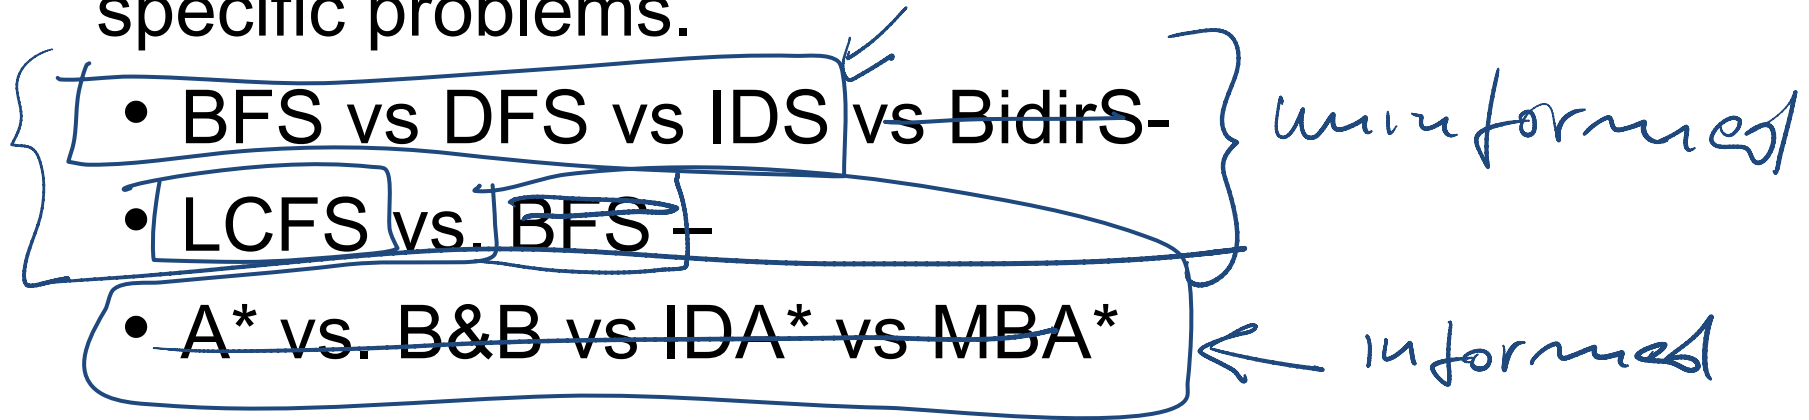 specific problems.
• BFS vs DFS vs IDS vs BidirS-
uninformed
• LCFS vs. BFS –
• A* vs. B&B vs IDA* vs MBA*
informed